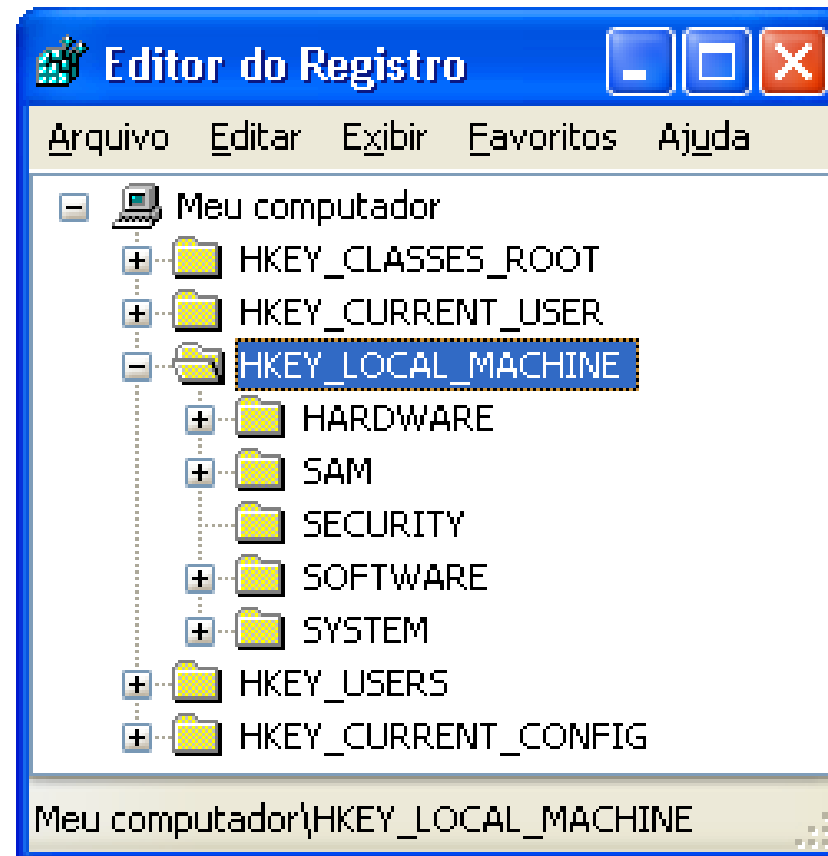 Editor do Registro
Arquivo Editar Exibir Favoritos Ajuda
Meu computador
HKEY_CLASSES_ROOT
HKEY_CURRENT_USER
HKEY_LOCAL_MACHINE
HARDWARE
SAM
SECURITY
SOFTWARE
SYSTEM
HKEY_USERS
HKEY_CURRENT_CONFIG
Meu computador\HKEY_LOCAL_MACHINE